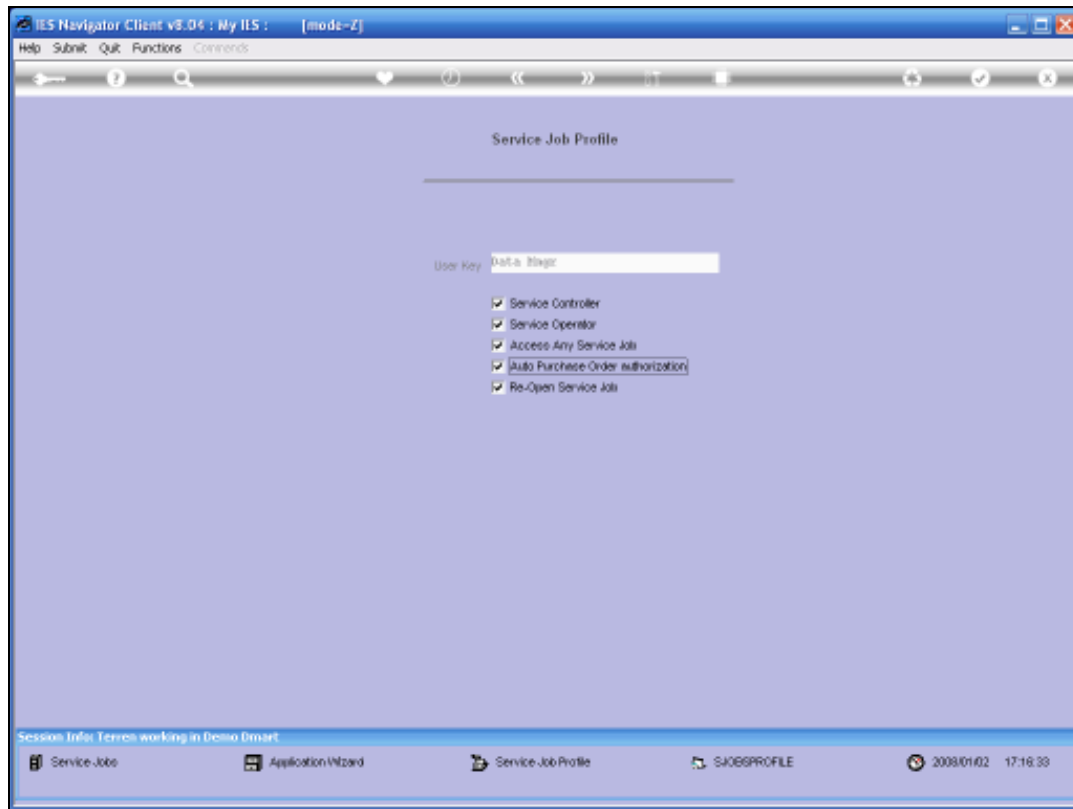 IES Navigator Client v8.04 : My IES : [mode=Z]
Help Submit Quit Functions Commands
Service Job Profile
User Key Data Mngr
Service Controller
Service Operator
Access Any Service Job
Auto Purchase Order authorization
Re-Open Service Job
Session Info: Terren working in Demo Dmart
Service Jobs Application Wizard Service Job Profile SJOBSPROFILE 2008/01/02 17:16:33